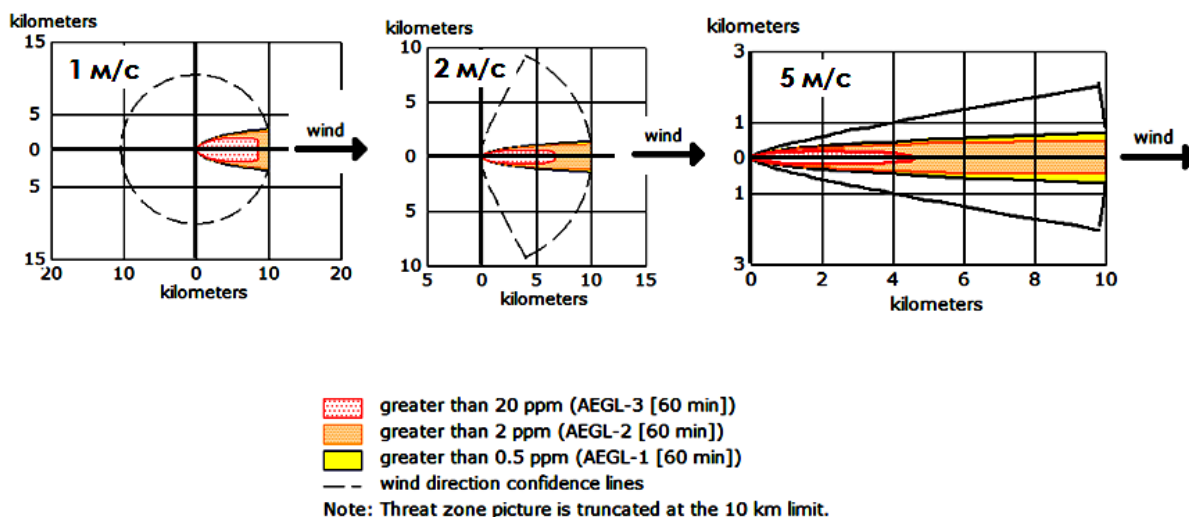 kilometers
15
5
0
5
15
20
10
0
10
20
kilometers
1 м/с
wind
kilometers
10
5
0
5
10
5
0
5
10
15
kilometers
2 м/с
wind
kilometers
3
1
0
1
3
0
2
4
6
8
10
kilometers
5 м/с
wind
greater than 20 ppm (AEGL-3 [60 min])
greater than 2 ppm (AEGL-2 [60 min])
greater than 0.5 ppm (AEGL-1 [60 min])
wind direction confidence lines
Note: Threat zone picture is truncated at the 10 km limit.